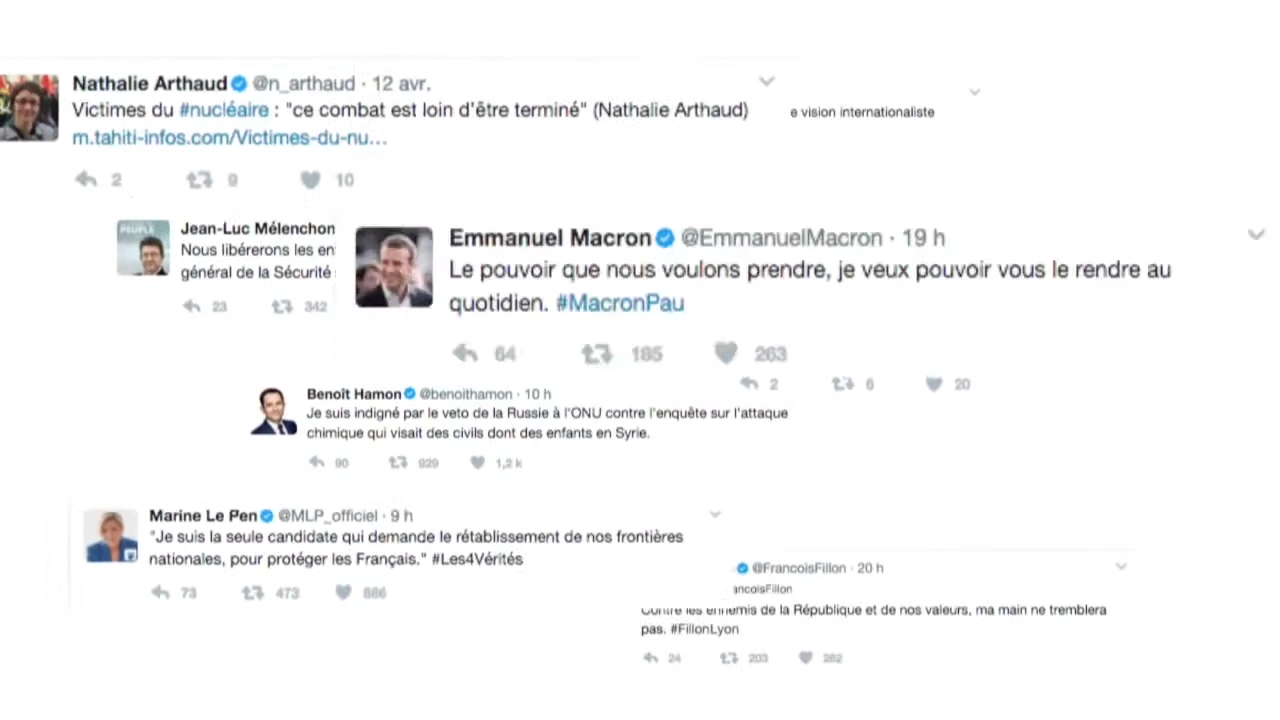 Nathalie Arthaud @n_arthaud · 12 avr.
Victimes du #nucléaire : "ce combat est loin d'être terminé" (Nathalie Arthaud)
m.tahiti-infos.com/Victimes-du-nu...
2 9 10
e vision internationaliste
PEUPLE
Jean-Luc Mélenchon
Nous libérerons les en
général de la Sécurité
23 342
Emmanuel Macron @EmmanuelMacron · 19 h
Le pouvoir que nous voulons prendre, je veux pouvoir vous le rendre au
quotidien. #MacronPau
64 185 263
2 6 20
Benoît Hamon @benoithamon · 10 h
Je suis indigné par le veto de la Russie à l'ONU contre l'enquête sur l'attaque
chimique qui visait des civils dont des enfants en Syrie.
90 929 1,2 k
Marine Le Pen @MLP_officiel · 9 h
"Je suis la seule candidate qui demande le rétablissement de nos frontières
nationales, pour protéger les Français." #Les4Vérités
73 473 886
@FrancoisFillon · 20 h
ancoisFillon
Contre les ennemis de la République et de nos valeurs, ma main ne tremblera
pas. #FillonLyon
24 203 262